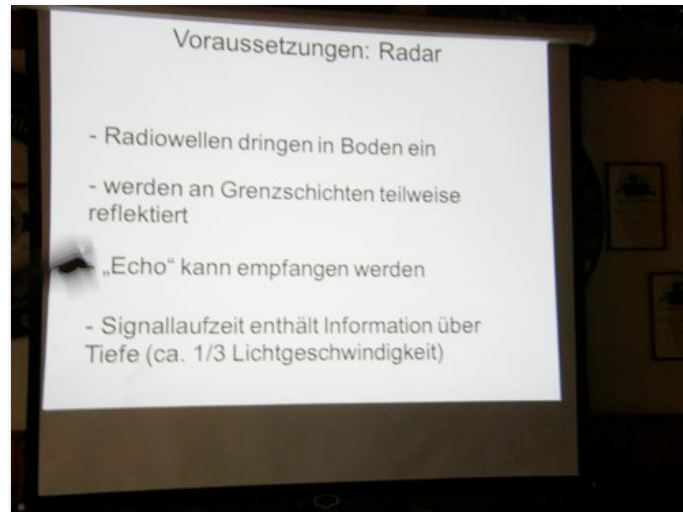 Voraussetzungen: Radar
- Radiowellen dringen in Boden ein
- werden an Grenzschichten teilweise
reflektiert
„Echo“ kann empfangen werden
- Signallaufzeit enthält Information über
Tiefe (ca. 1/3 Lichtgeschwindigkeit)